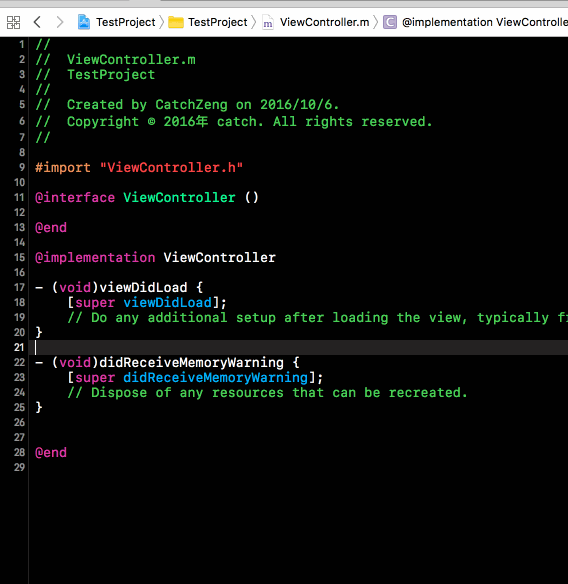 TestProject TestProject ViewController.m @implementation ViewControlle
1 //
2 //  ViewController.m
3 //  TestProject
4 //
5 //  Created by CatchZeng on 2016/10/6.
6 //  Copyright © 2016年 catch. All rights reserved.
7 //
8
9 #import "ViewController.h"
10
11 @interface ViewController ()
12
13 @end
14
15 @implementation ViewController
16
17 - (void)viewDidLoad {
18     [super viewDidLoad];
19     // Do any additional setup after loading the view, typically f
20 }
21
22 - (void)didReceiveMemoryWarning {
23     [super didReceiveMemoryWarning];
24     // Dispose of any resources that can be recreated.
25 }
26
27
28 @end
29